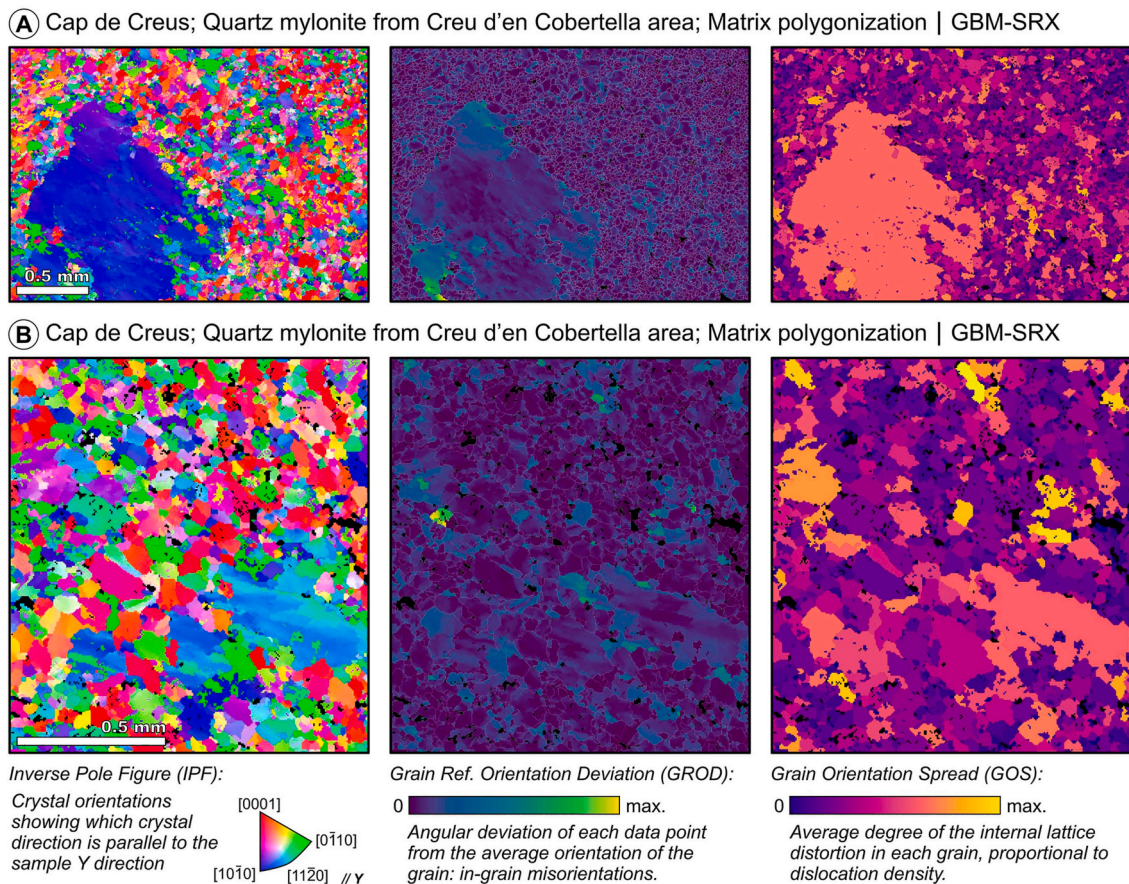 A Cap de Creus; Quartz mylonite from Creu d'en Cobertella area; Matrix polygonization | GBM-SRX
0.5 mm
B Cap de Creus; Quartz mylonite from Creu d'en Cobertella area; Matrix polygonization | GBM-SRX
0.5 mm
Inverse Pole Figure (IPF):
Crystal orientations
showing which crystal
direction is parallel to the
sample Y direction
[0001]
[01̄10]
[101̄0]
[112̄0]
// Y
Grain Ref. Orientation Deviation (GROD):
0 max.
Angular deviation of each data point
from the average orientation of the
grain: in-grain misorientations.
Grain Orientation Spread (GOS):
0 max.
Average degree of the internal lattice
distortion in each grain, proportional to
dislocation density.